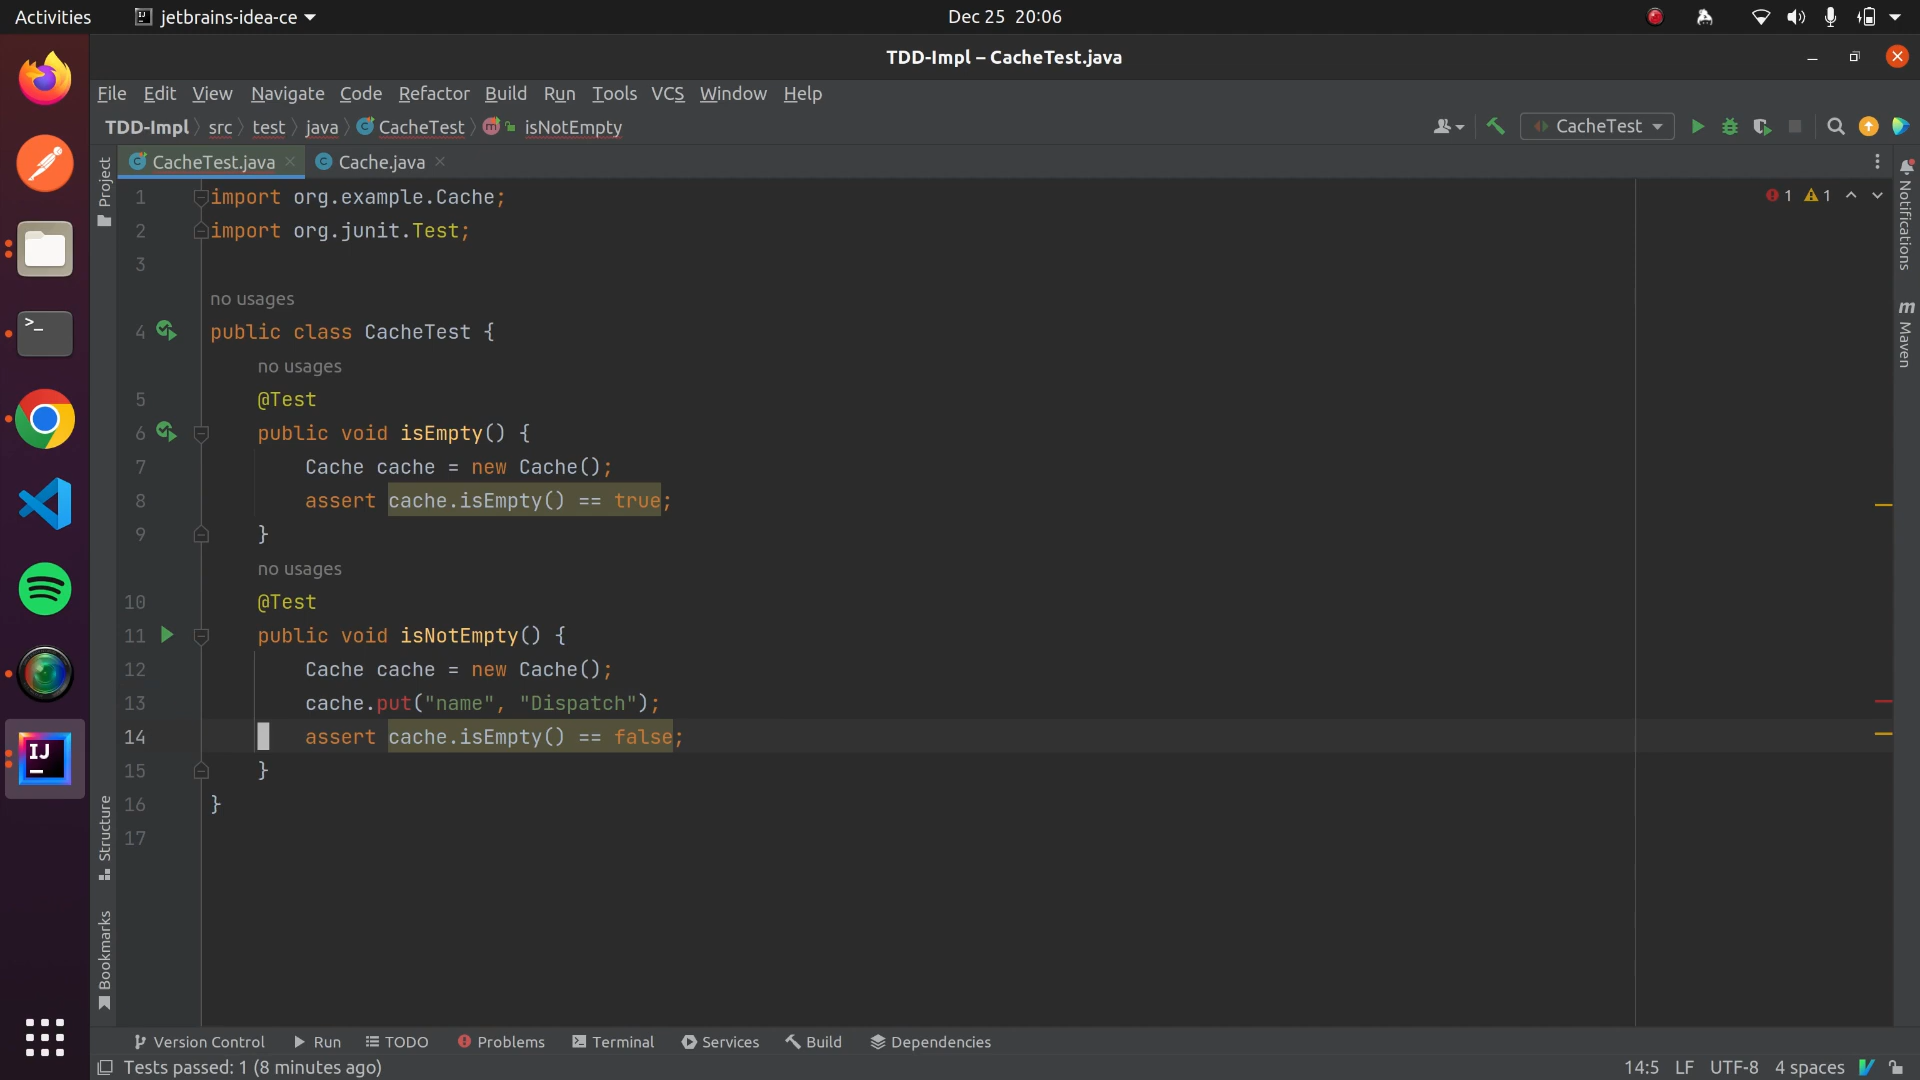 Activities jetbrains-idea-ce Dec 25 20:06
TDD-Impl – CacheTest.java
File Edit View Navigate Code Refactor Build Run Tools VCS Window Help
TDD-Impl src test java CacheTest m isNotEmpty CacheTest
CacheTest.java Cache.java
Project
1 import org.example.Cache; 1 1
2 import org.junit.Test;
3
no usages
4 public class CacheTest {
no usages
5 @Test
6 public void isEmpty() {
7 Cache cache = new Cache();
8 assert cache.isEmpty() == true;
9 }
no usages
10 @Test
11 public void isNotEmpty() {
12 Cache cache = new Cache();
13 cache.put("name", "Dispatch");
14 assert cache.isEmpty() == false;
15 }
16 }
17
Structure
Bookmarks
Notifications
m Maven
>_
IJ
Version Control Run TODO Problems Terminal Services Build Dependencies
Tests passed: 1 (8 minutes ago) 14:5 LF UTF-8 4 spaces